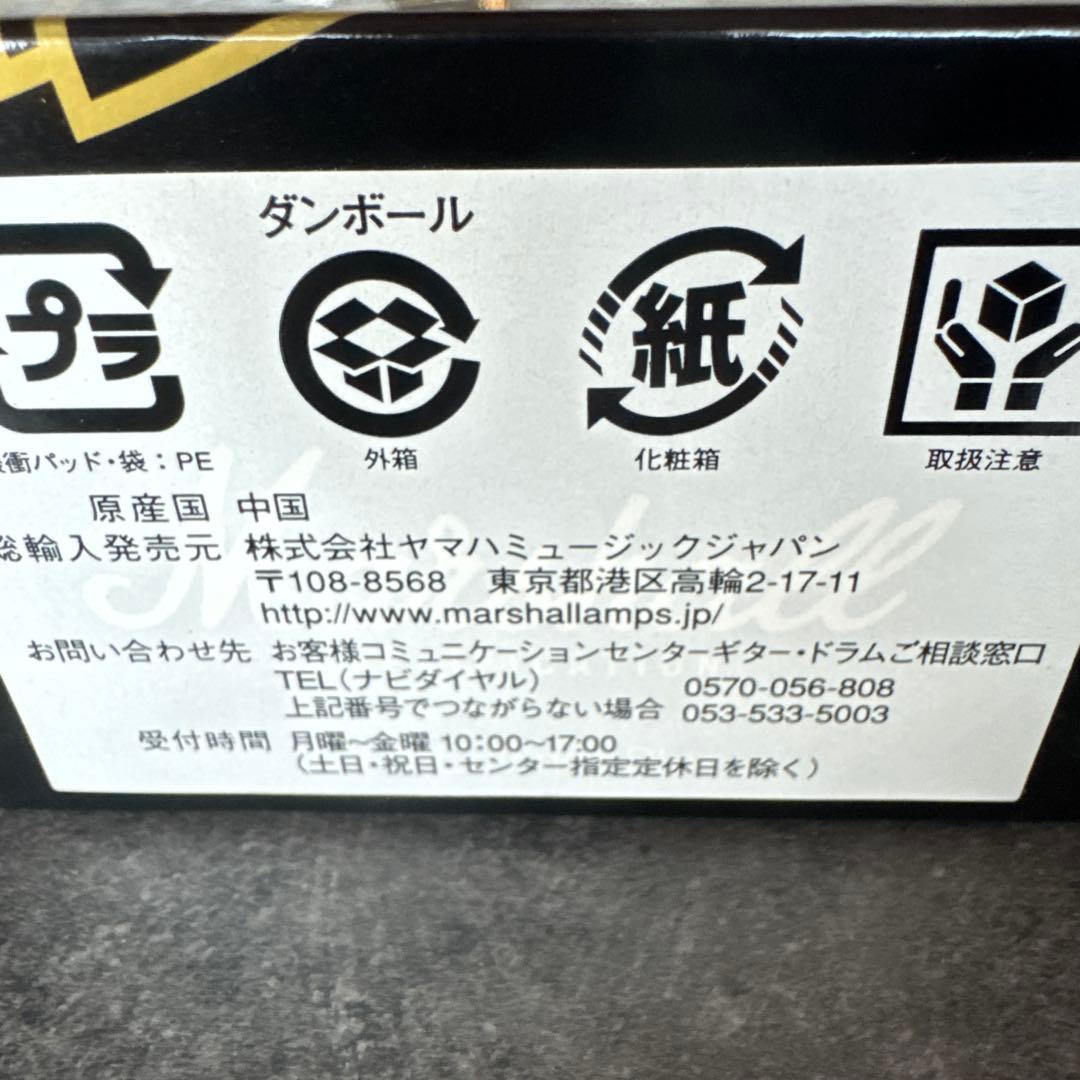 ダンボール
プラ
紙
衝パッド・袋：PE
外箱
化粧箱
取扱注意
原産国 中国
総輸入発売元 株式会社ヤマハミュージックジャパン
〒108-8568 東京都港区高輪2-17-11
http://www.marshallamps.jp/
お問い合わせ先 お客様コミュニケーションセンターギター・ドラムご相談窓口
TEL(ナビダイヤル) 0570-056-808
上記番号でつながらない場合 053-533-5003
受付時間 月曜〜金曜 10:00〜17:00
(土日・祝日・センター指定定休日を除く)
Marshall